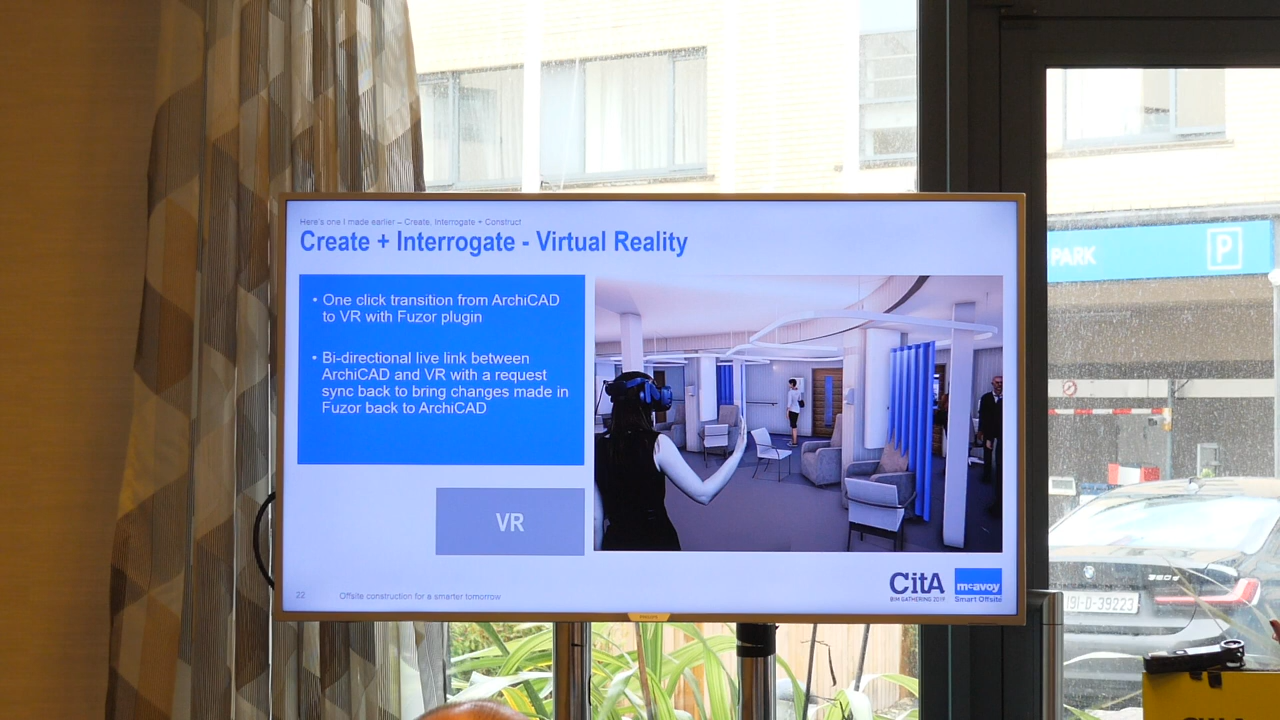 Here's one I made earlier – Create, Interrogate + Construct
Create + Interrogate - Virtual Reality
• One click transition from ArchiCAD
to VR with Fuzor plugin
• Bi-directional live link between
ArchiCAD and VR with a request
sync back to bring changes made in
Fuzor back to ArchiCAD
VR
22
Offsite construction for a smarter tomorrow
CitA
BIM GATHERING 2019
mcavoy
Smart Offsite
PHILIPS
PARK
P
191-D-39223